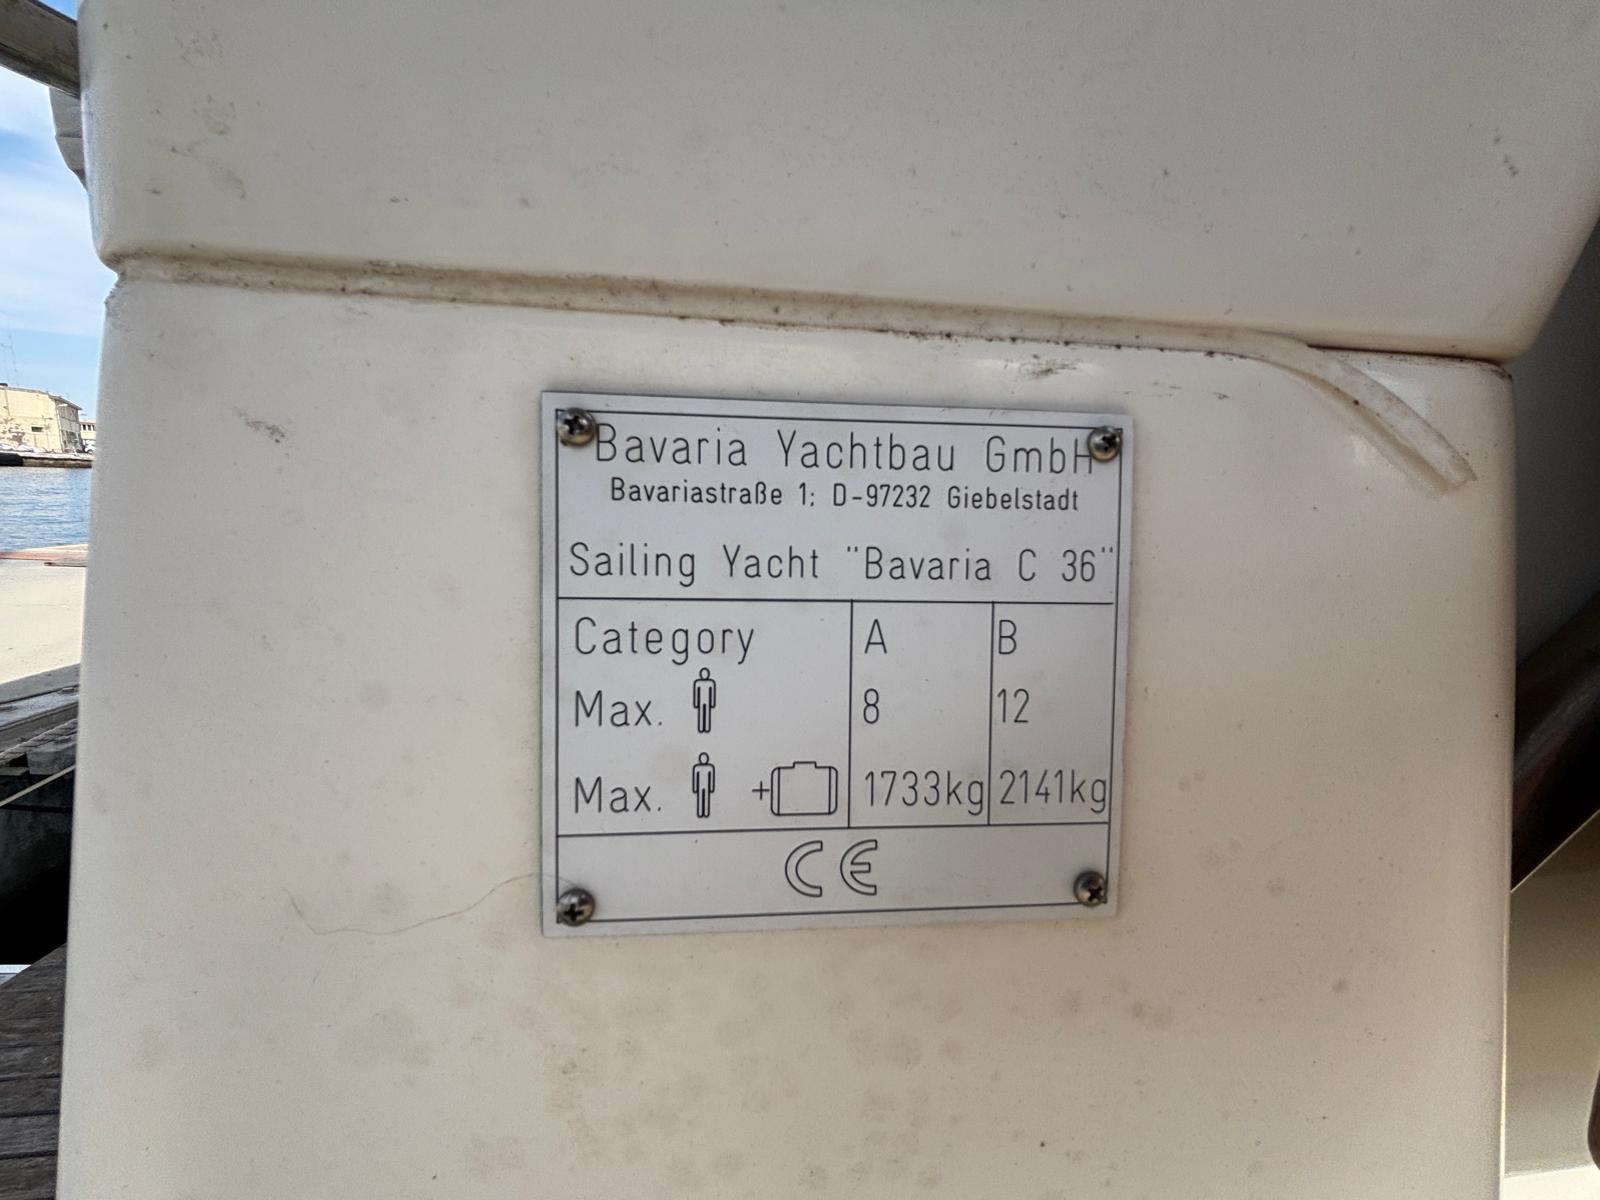 Bavaria Yachtbau GmbH
Bavariastraße 1; D-97232 Giebelstadt
Sailing Yacht "Bavaria C 36"
Category A B
Max. 8 12
Max. + 1733kg 2141kg
CE